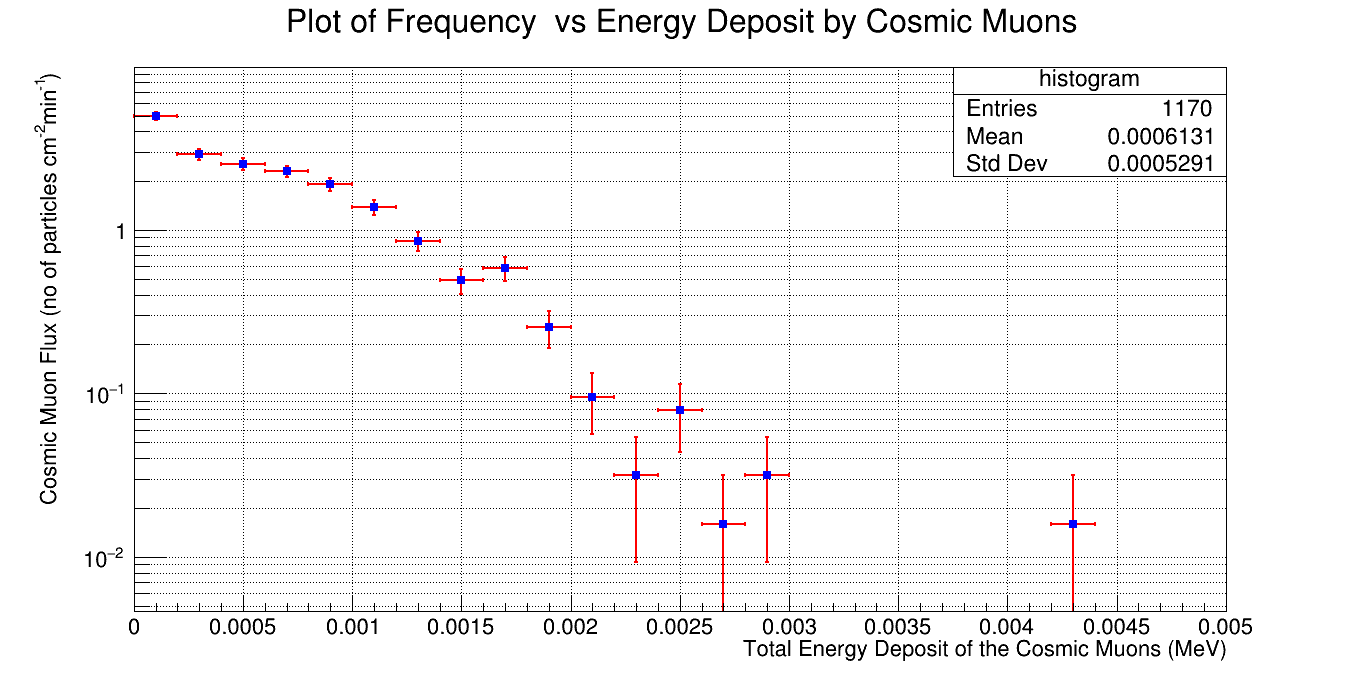 Plot of Frequency  vs Energy Deposit by Cosmic Muons
histogram
Entries 1170
Mean 0.0006131
Std Dev 0.0005291
Cosmic Muon Flux (no of particles cm⁻²min⁻¹)
1
10⁻¹
10⁻²
0 0.0005 0.001 0.0015 0.002 0.0025 0.003 0.0035 0.004 0.0045 0.005
Total Energy Deposit of the Cosmic Muons (MeV)